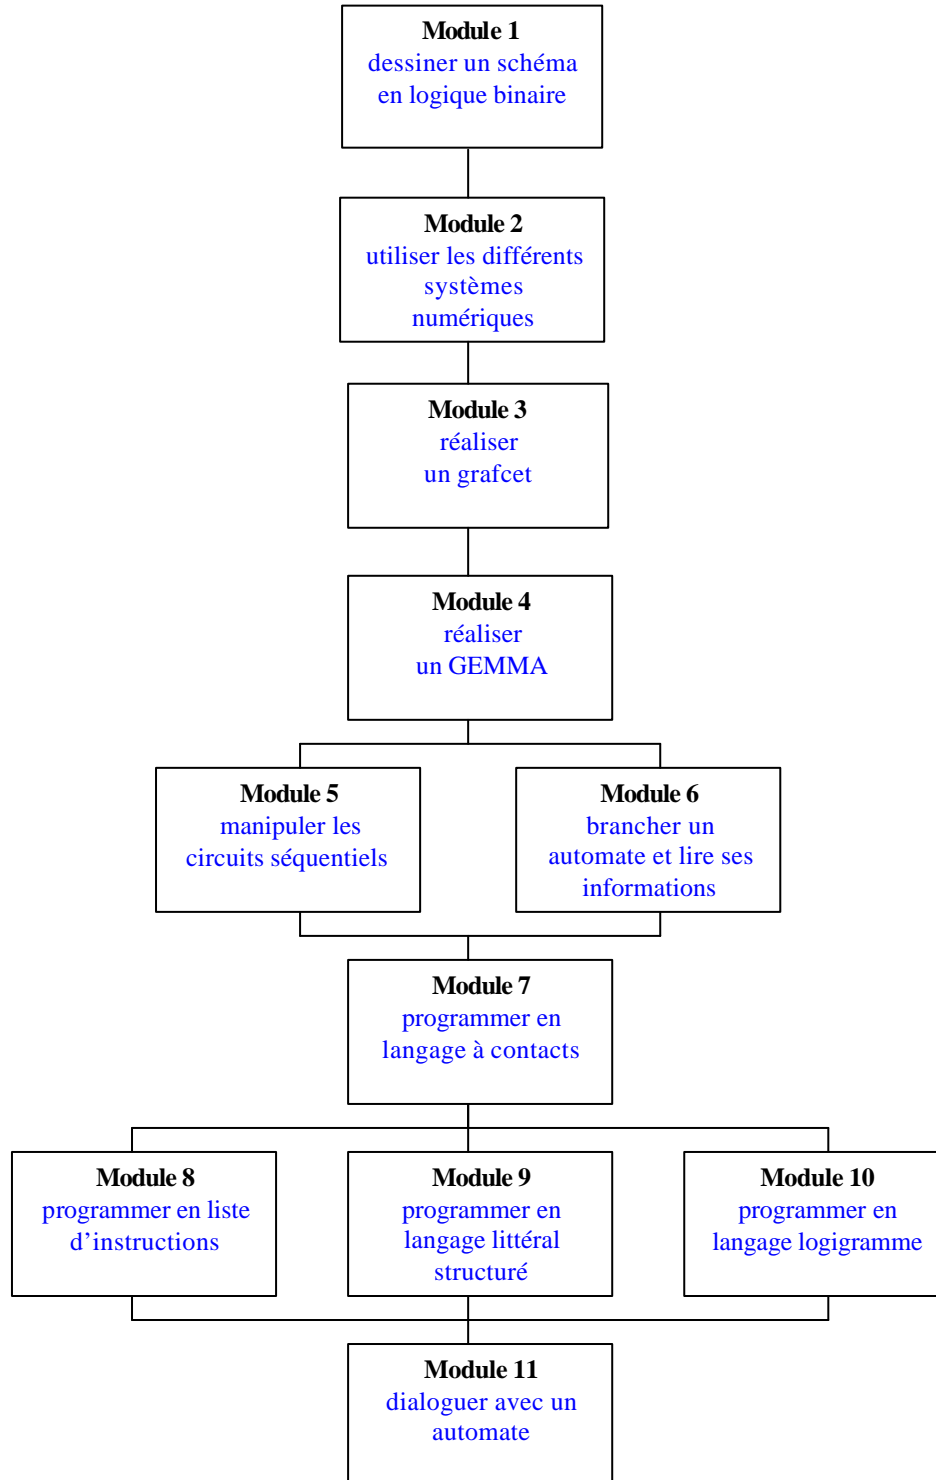 Module 1
dessiner un schéma
en logique binaire
Module 2
utiliser les différents
systèmes
numériques
Module 3
réaliser
un grafcet
Module 4
réaliser
un GEMMA
Module 5
manipuler les
circuits séquentiels
Module 6
brancher un
automate et lire ses
informations
Module 7
programmer en
langage à contacts
Module 8
programmer en liste
d’instructions
Module 9
programmer en
langage littéral
structuré
Module 10
programmer en
langage logigramme
Module 11
dialoguer avec un
automate